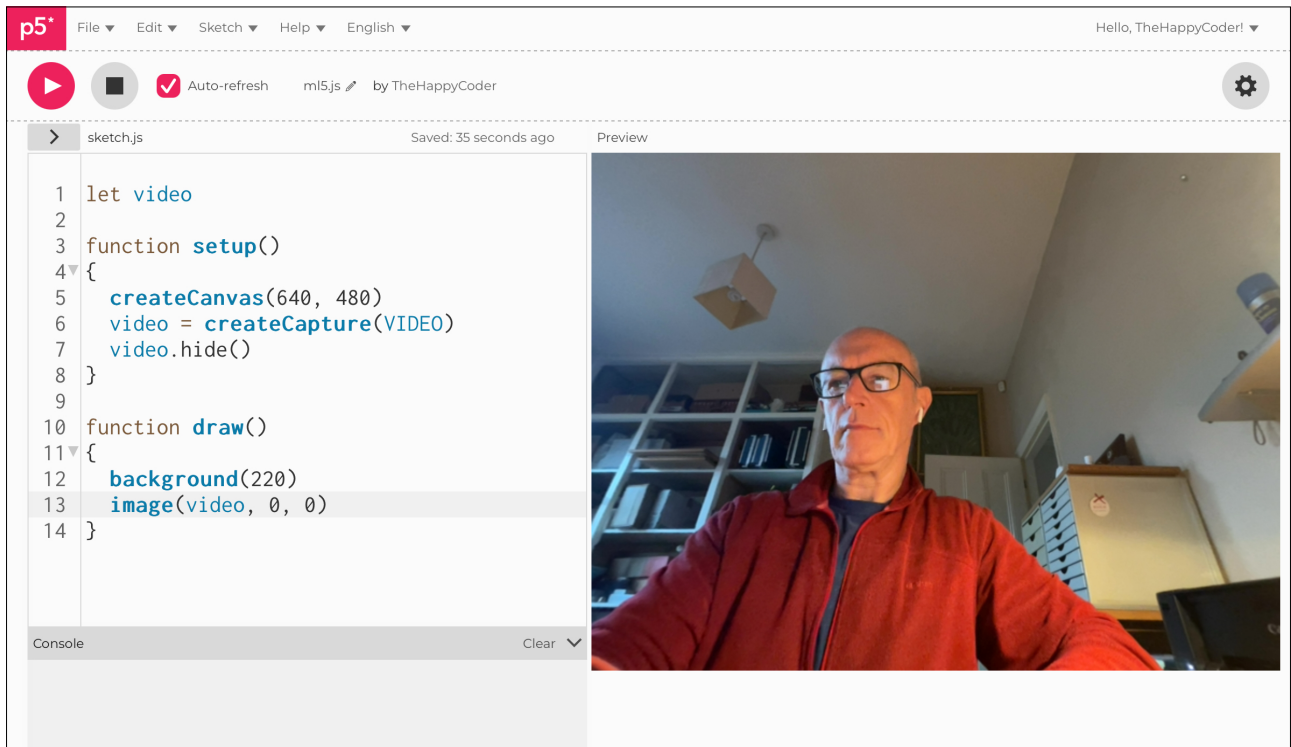 p5* File Edit Sketch Help English Hello, TheHappyCoder!
Auto-refresh ml5.js by TheHappyCoder
sketch.js Saved: 35 seconds ago Preview
1 let video
2
3 function setup()
4 {
5   createCanvas(640, 480)
6   video = createCapture(VIDEO)
7   video.hide()
8 }
9
10 function draw()
11 {
12   background(220)
13   image(video, 0, 0)
14 }
Console Clear